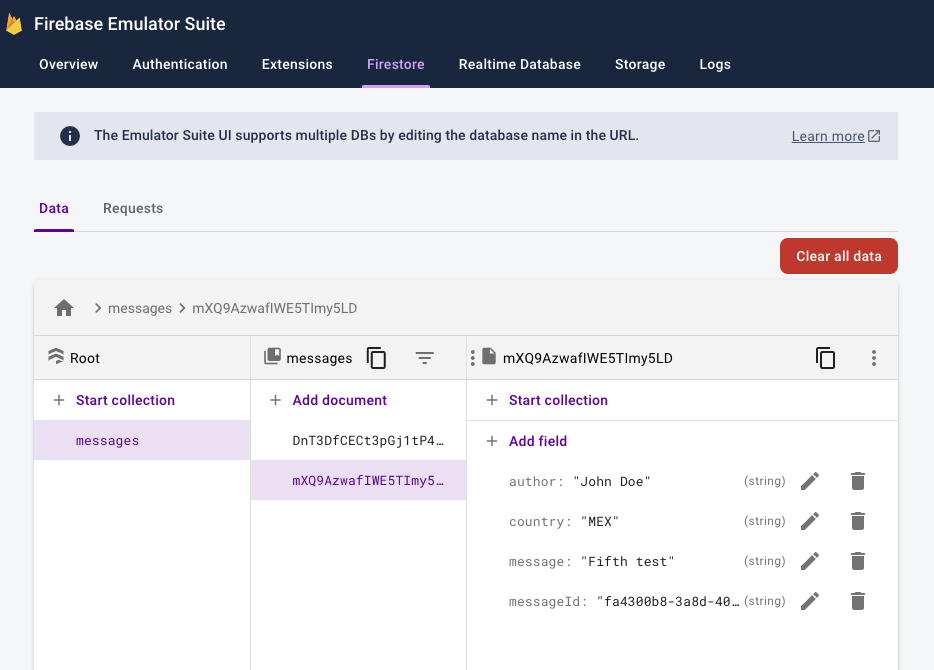 Firebase Emulator Suite
Overview Authentication Extensions Firestore Realtime Database Storage Logs
The Emulator Suite UI supports multiple DBs by editing the database name in the URL. Learn more
Data Requests
Clear all data
messages mXQ9AzwafIWE5TImy5LD
Root messages mXQ9AzwafIWE5TImy5LD
Start collection Add document Start collection
messages DnT3DfCECt3pGj1tP4… Add field
mXQ9AzwafIWE5TImy5… author: "John Doe" (string)
country: "MEX" (string)
message: "Fifth test" (string)
messageId: "fa4300b8-3a8d-40… (string)